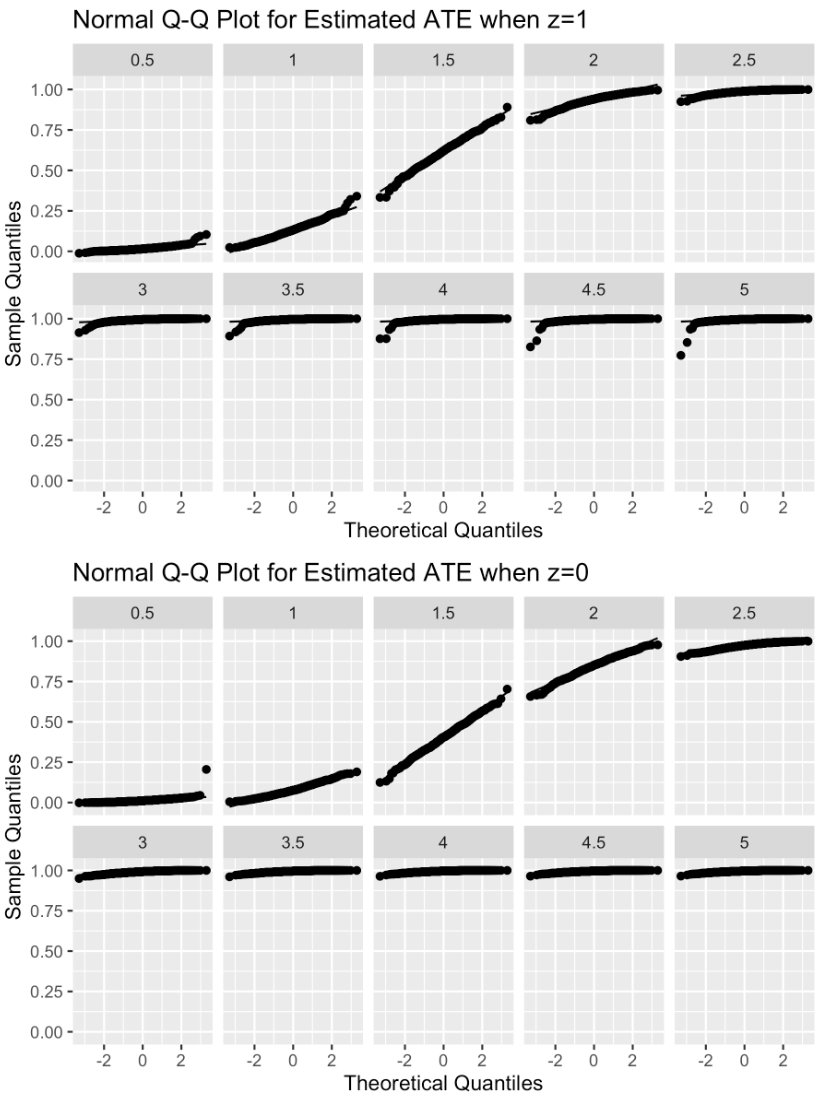 Normal Q-Q Plot for Estimated ATE when z=1
0.5 1 1.5 2 2.5
1.00
0.75
0.50
0.25
0.00
3 3.5 4 4.5 5
1.00
0.75
0.50
0.25
0.00
Sample Quantiles
-2 0 2 -2 0 2 -2 0 2 -2 0 2 -2 0 2
Theoretical Quantiles
Normal Q-Q Plot for Estimated ATE when z=0
0.5 1 1.5 2 2.5
1.00
0.75
0.50
0.25
0.00
3 3.5 4 4.5 5
1.00
0.75
0.50
0.25
0.00
Sample Quantiles
-2 0 2 -2 0 2 -2 0 2 -2 0 2 -2 0 2
Theoretical Quantiles